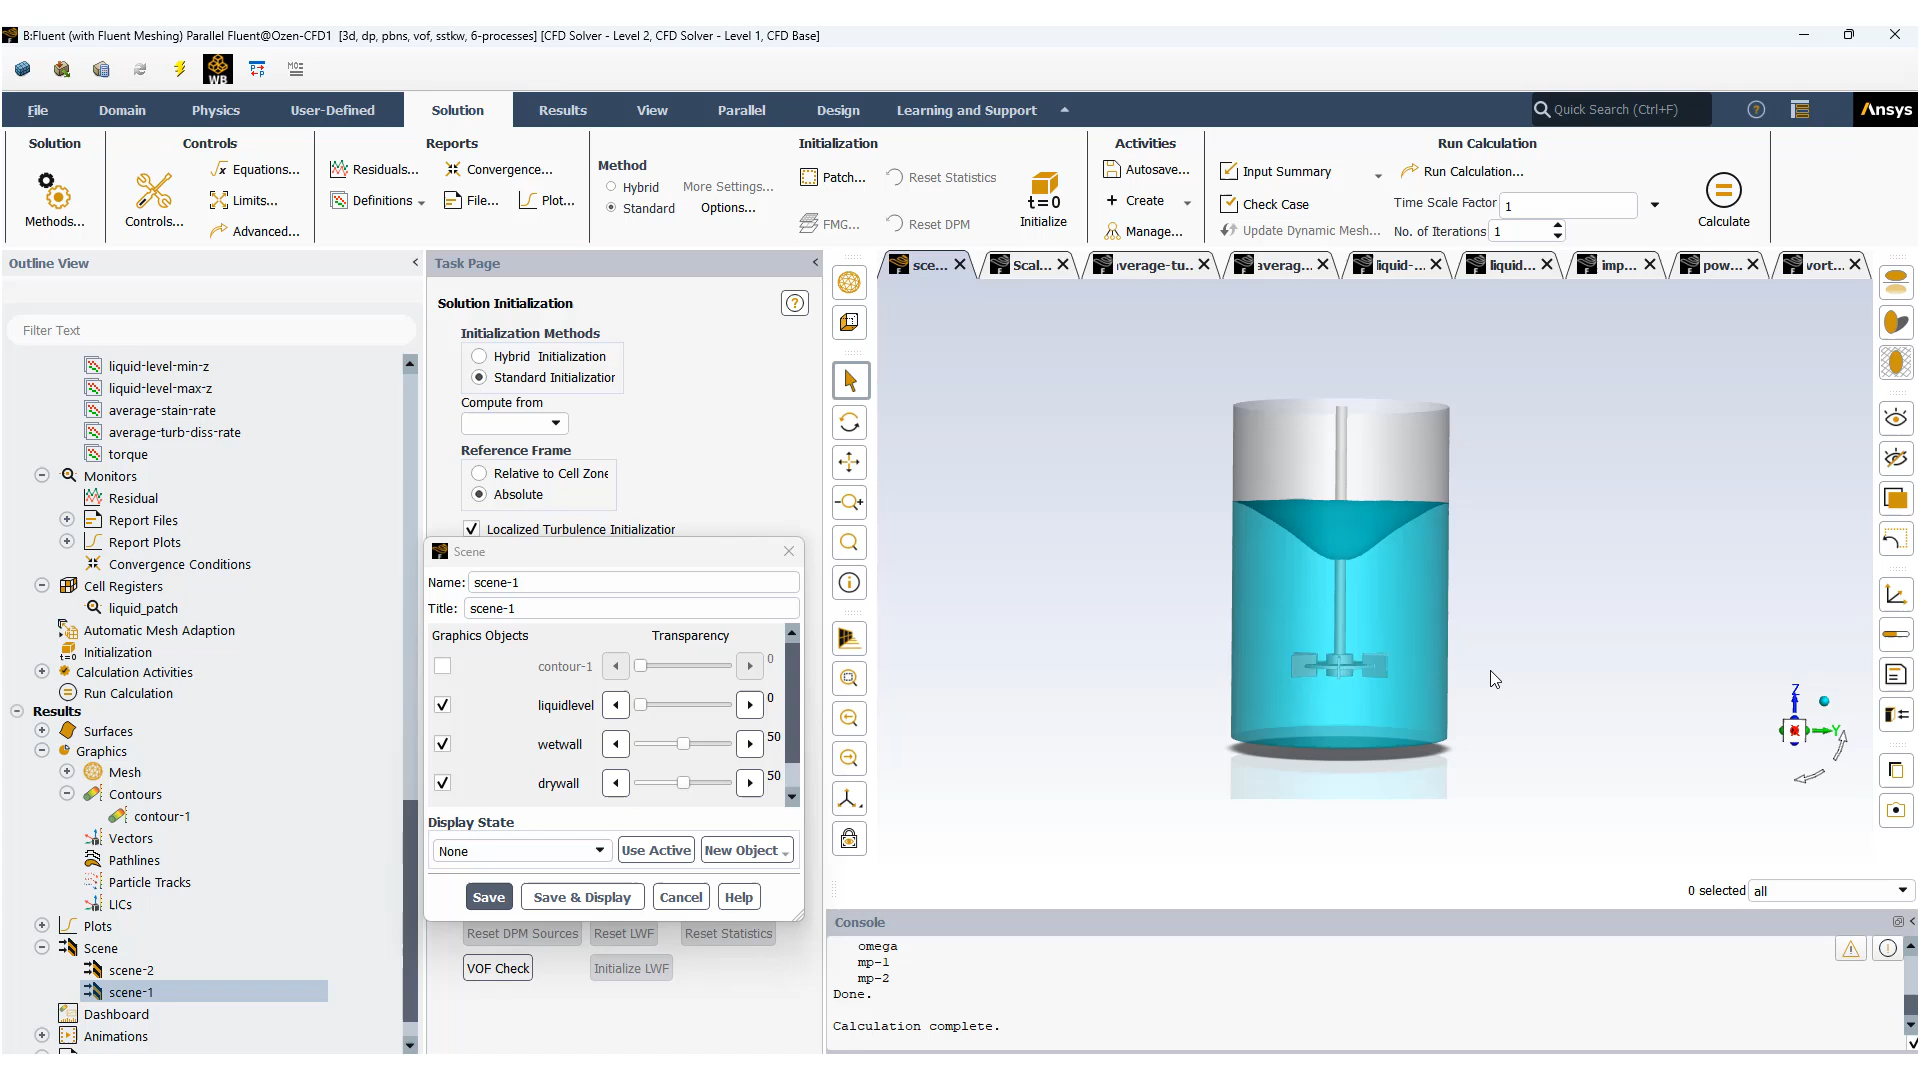 B:Fluent (with Fluent Meshing) Parallel Fluent@Ozen-CFD1 [3d, dp, pbns, vof, sstkw, 6-processes] [CFD Solver - Level 2, CFD Solver - Level 1, CFD Base]
WB
File Domain Physics User-Defined Solution Results View Parallel Design Learning and Support Quick Search (Ctrl+F) Ansys
Solution Controls Reports Initialization Activities Run Calculation
Methods...
Controls...
Equations...
Limits...
Advanced...
Residuals... Convergence...
Definitions File... Plot...
Method
Hybrid More Settings...
Standard Options...
Patch... Reset Statistics
FMG... Reset DPM
t=0
Initialize
Autosave...
Create
Manage...
Input Summary Run Calculation...
Check Case Time Scale Factor 1
Update Dynamic Mesh... No. of Iterations 1
Calculate
Outline View
Filter Text
liquid-level-min-z
liquid-level-max-z
average-stain-rate
average-turb-diss-rate
torque
Monitors
Residual
Report Files
Report Plots
Convergence Conditions
Cell Registers
liquid_patch
Automatic Mesh Adaption
Initialization
Calculation Activities
Run Calculation
Results
Surfaces
Graphics
Mesh
Contours
contour-1
Vectors
Pathlines
Particle Tracks
LICs
Plots
Scene
scene-2
scene-1
Dashboard
Animations
Task Page
Solution Initialization
Initialization Methods
Hybrid Initialization
Standard Initialization
Compute from
Reference Frame
Relative to Cell Zone
Absolute
Localized Turbulence Initialization
Scene
Name: scene-1
Title: scene-1
Graphics Objects Transparency
contour-1 0
liquidlevel 0
wetwall 50
drywall 50
Display State
None Use Active New Object
Save Save & Display Cancel Help
Reset DPM Sources Reset LWF Reset Statistics
VOF Check Initialize LWF
sce... Scal... average-tu... averag... liquid-... liquid... imp... pow... vort...
Z
Y
0 selected all
Console
omega
mp-1
mp-2
Done.
Calculation complete.